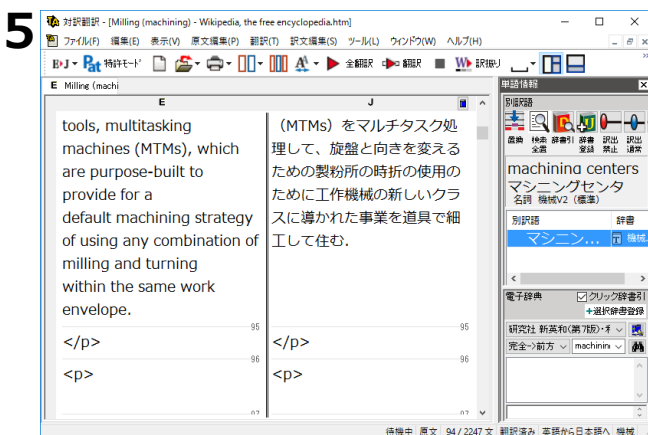 5
対訳翻訳 - [Milling (machining) - Wikipedia, the free encyclopedia.htm]
ファイル(F) 編集(E) 表示(V) 原文編集(P) 翻訳(T) 訳文編集(S) ツール(L) ウィンドウ(W) ヘルプ(H)
E›J Pat 特許モード 全翻訳 翻訳 W 訳振り
E Milling (machi
単語情報
E J
別訳語
tools, multitasking
machines (MTMs), which
are purpose-built to
provide for a
default machining strategy
of using any combination of
milling and turning
within the same work
envelope.
（MTMs）をマルチタスク処
理して、旋盤と向きを変える
ための製粉所の時折の使用の
ために工作機械の新しいクラ
スに導かれた事業を道具で細
工して住む.
95 95
</p> </p>
96 96
<p> <p>
97 97
置換 検索全置 辞書引 辞書登録 訳出禁止 訳出通常
machining centers
マシニングセンタ
名詞 機械V2（標準）
別訳語 辞書
マシニン... 機械
電子辞典 クリック辞書引
+選択辞書登録
研究社 新英和(第7版)・
完全->前方 machinin
待機中 原文 94 / 2247 文 翻訳済み 英語から日本語へ 機械